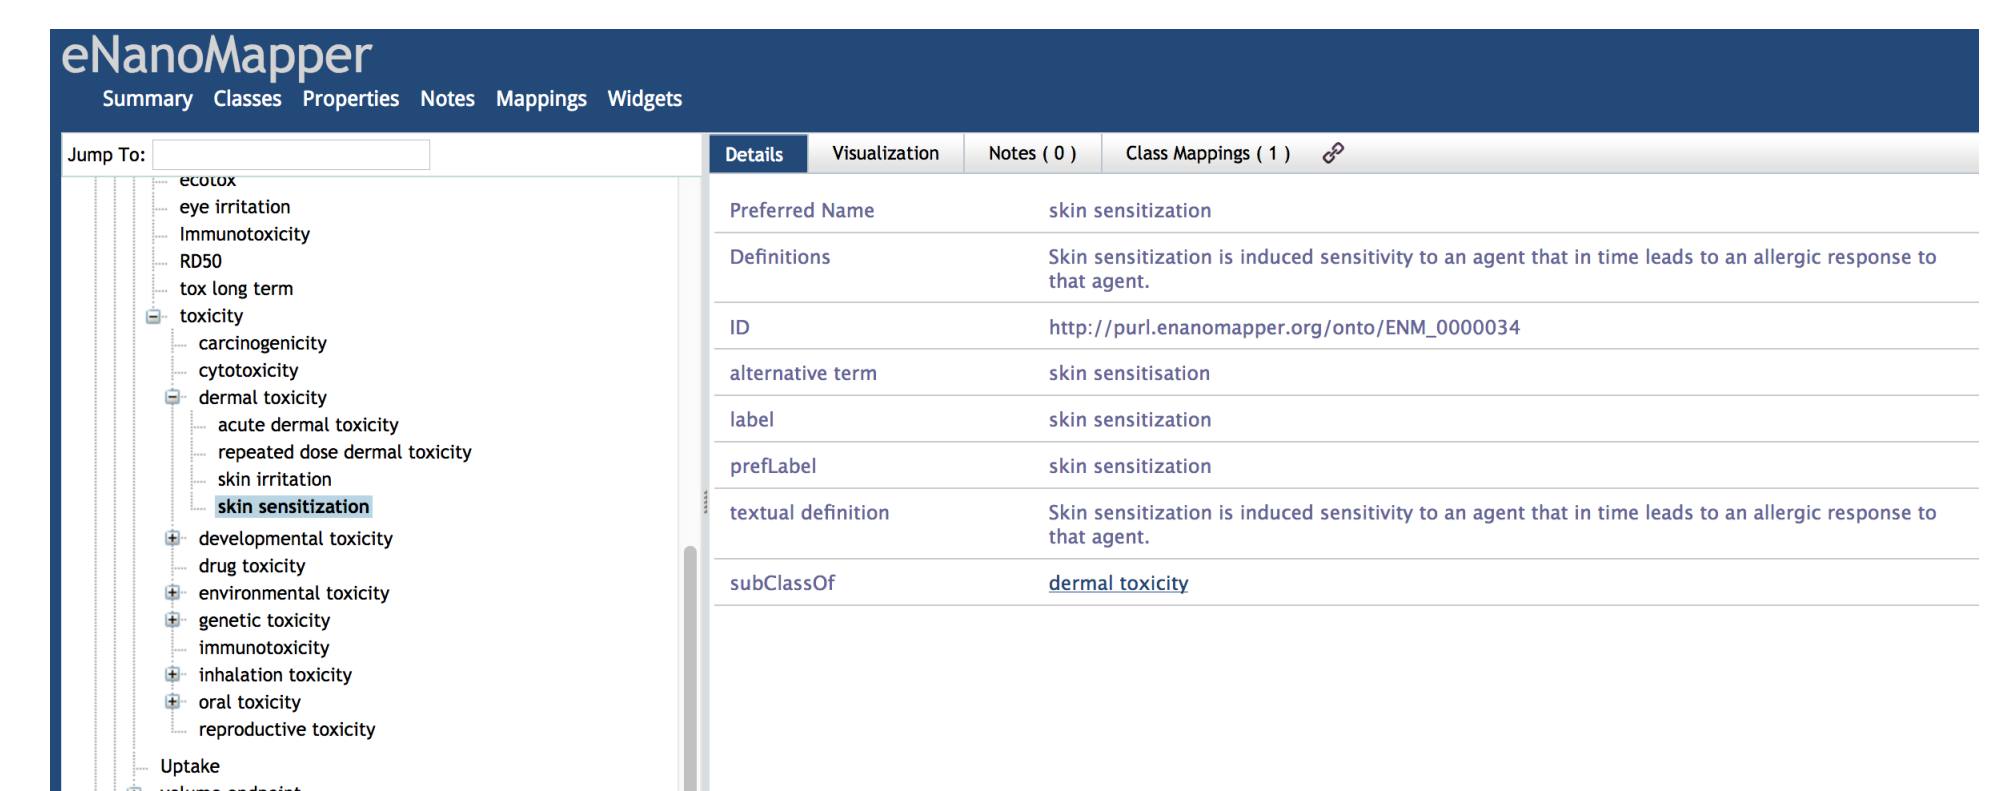 eNanoMapper
Summary Classes Properties Notes Mappings Widgets
Jump To:
ecotox
eye irritation
Immunotoxicity
RD50
tox long term
toxicity
carcinogenicity
cytotoxicity
dermal toxicity
acute dermal toxicity
repeated dose dermal toxicity
skin irritation
skin sensitization
developmental toxicity
drug toxicity
environmental toxicity
genetic toxicity
immunotoxicity
inhalation toxicity
oral toxicity
reproductive toxicity
Uptake
volume endpoint
Details Visualization Notes ( 0 ) Class Mappings ( 1 )
Preferred Name skin sensitization
Definitions Skin sensitization is induced sensitivity to an agent that in time leads to an allergic response to
that agent.
ID http://purl.enanomapper.org/onto/ENM_0000034
alternative term skin sensitisation
label skin sensitization
prefLabel skin sensitization
textual definition Skin sensitization is induced sensitivity to an agent that in time leads to an allergic response to
that agent.
subClassOf dermal toxicity